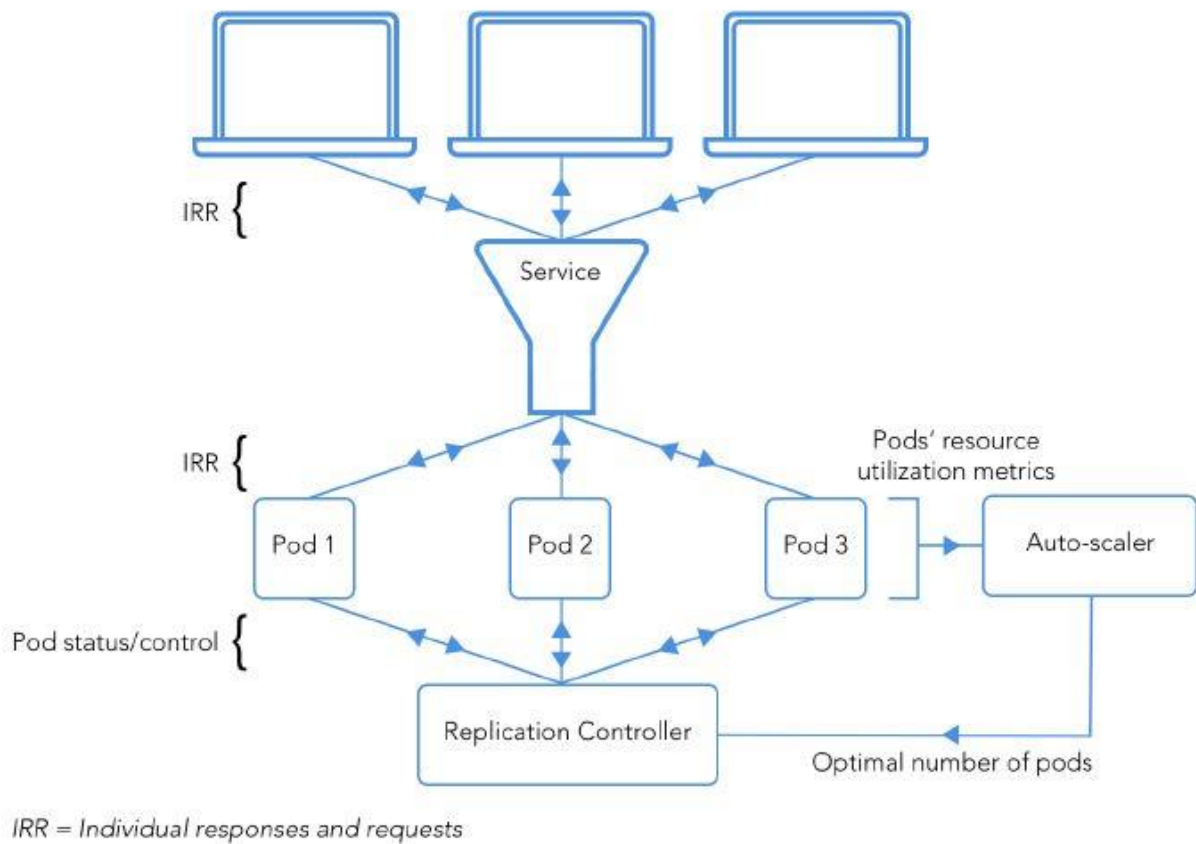 IRR {
Service
IRR {
Pods' resource
utilization metrics
Pod 1
Pod 2
Pod 3
Auto-scaler
Pod status/control {
Replication Controller
Optimal number of pods
IRR = Individual responses and requests